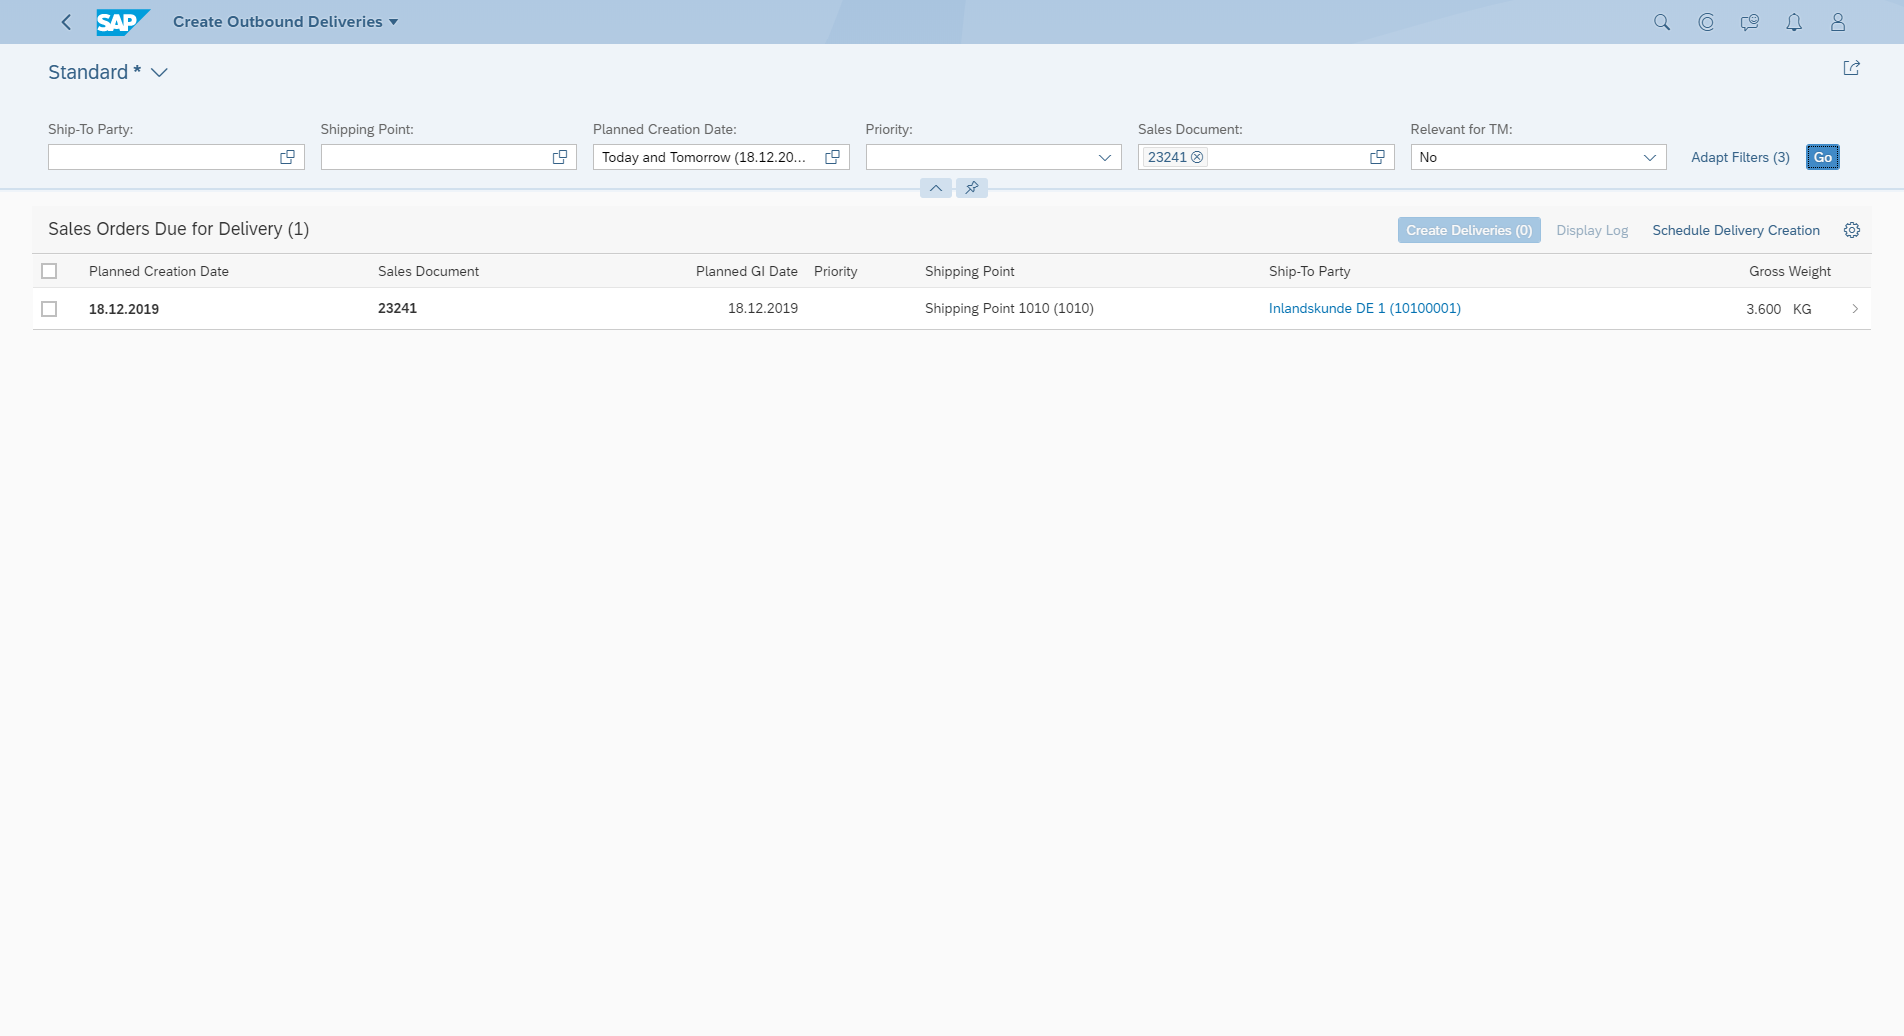 SAP Create Outbound Deliveries
Standard *
Ship-To Party: Shipping Point: Planned Creation Date: Priority: Sales Document: Relevant for TM:
Today and Tomorrow (18.12.20... 23241 No Adapt Filters (3) Go
Sales Orders Due for Delivery (1) Create Deliveries (0) Display Log Schedule Delivery Creation
Planned Creation Date Sales Document Planned GI Date Priority Shipping Point Ship-To Party Gross Weight
18.12.2019 23241 18.12.2019 Shipping Point 1010 (1010) Inlandskunde DE 1 (10100001) 3.600 KG